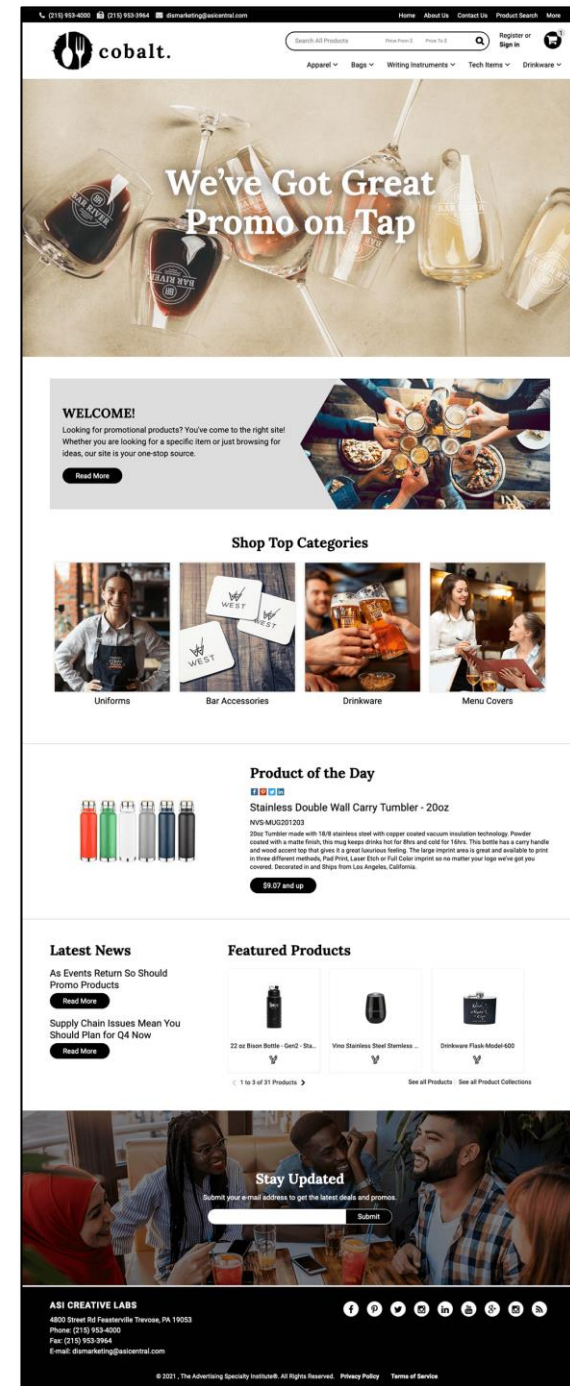 (215) 953-4000 (215) 953-3964 dismarketing@asicentral.com Home About Us Contact Us Product Search More
cobalt.
Search All Products Price From $ Price To $
Register or
Sign in
1
Apparel Bags Writing Instruments Tech Items Drinkware
We've Got Great
Promo on Tap
BAR RIVER
BAR RIVER
BAR RIVER
BAR RIVER
WELCOME!
Looking for promotional products? You've come to the right site!
Whether you are looking for a specific item or just browsing for
ideas, our site is your one-stop source.
Read More
Shop Top Categories
WEST
WEST
WEST
Uniforms Bar Accessories Drinkware Menu Covers
Product of the Day
Stainless Double Wall Carry Tumbler - 20oz
NVS-MUG201203
20oz Tumbler made with 18/8 stainless steel with copper coated vacuum insulation technology. Powder
coated with a matte finish, this mug keeps drinks hot for 8hrs and cold for 16hrs. This bottle has a carry handle
and wood accent top that gives it a great luxurious feeling. The large imprint area is great and available to print
in three different methods, Pad Print, Laser Etch or Full Color imprint so no matter your logo we've got you
covered. Decorated in and Ships from Los Angeles, California.
$9.07 and up
Latest News
As Events Return So Should
Promo Products
Read More
Supply Chain Issues Mean You
Should Plan for Q4 Now
Read More
Featured Products
22 oz Bison Bottle - Gen2 - Sta... Vino Stainless Steel Stemless ... Drinkware Flask-Model-600
1 to 3 of 31 Products See all Products See all Product Collections
Stay Updated
Submit your e-mail address to get the latest deals and promos.
Submit
ASI CREATIVE LABS
4800 Street Rd Feasterville Trevose, PA 19053
Phone: (215) 953-4000
Fax: (215) 953-3964
E-mail: dismarketing@asicentral.com
© 2021 , The Advertising Specialty Institute®. All Rights Reserved. Privacy Policy Terms of Service